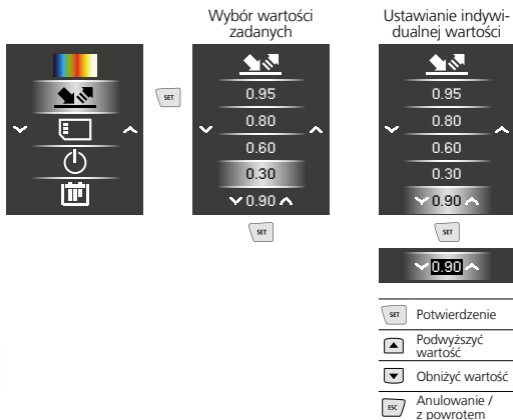 Wybór wartości
zadanych
Ustawianie indywi-
dualnej wartości
SET
0.95
0.80
0.60
0.30
0.90
SET
0.95
0.80
0.60
0.30
0.90
SET
0.90
SET Potwierdzenie
Podwyższyć
wartość
Obniżyć wartość
ESC Anulowanie /
z powrotem